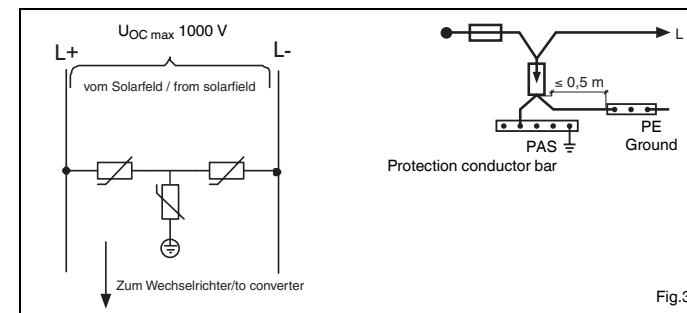 U_OC max 1000 V
L+
L-
vom Solarfeld / from solarfield
Zum Wechselrichter/to converter
L
≤ 0,5 m
PAS
PE
Ground
Protection conductor bar
Fig.3